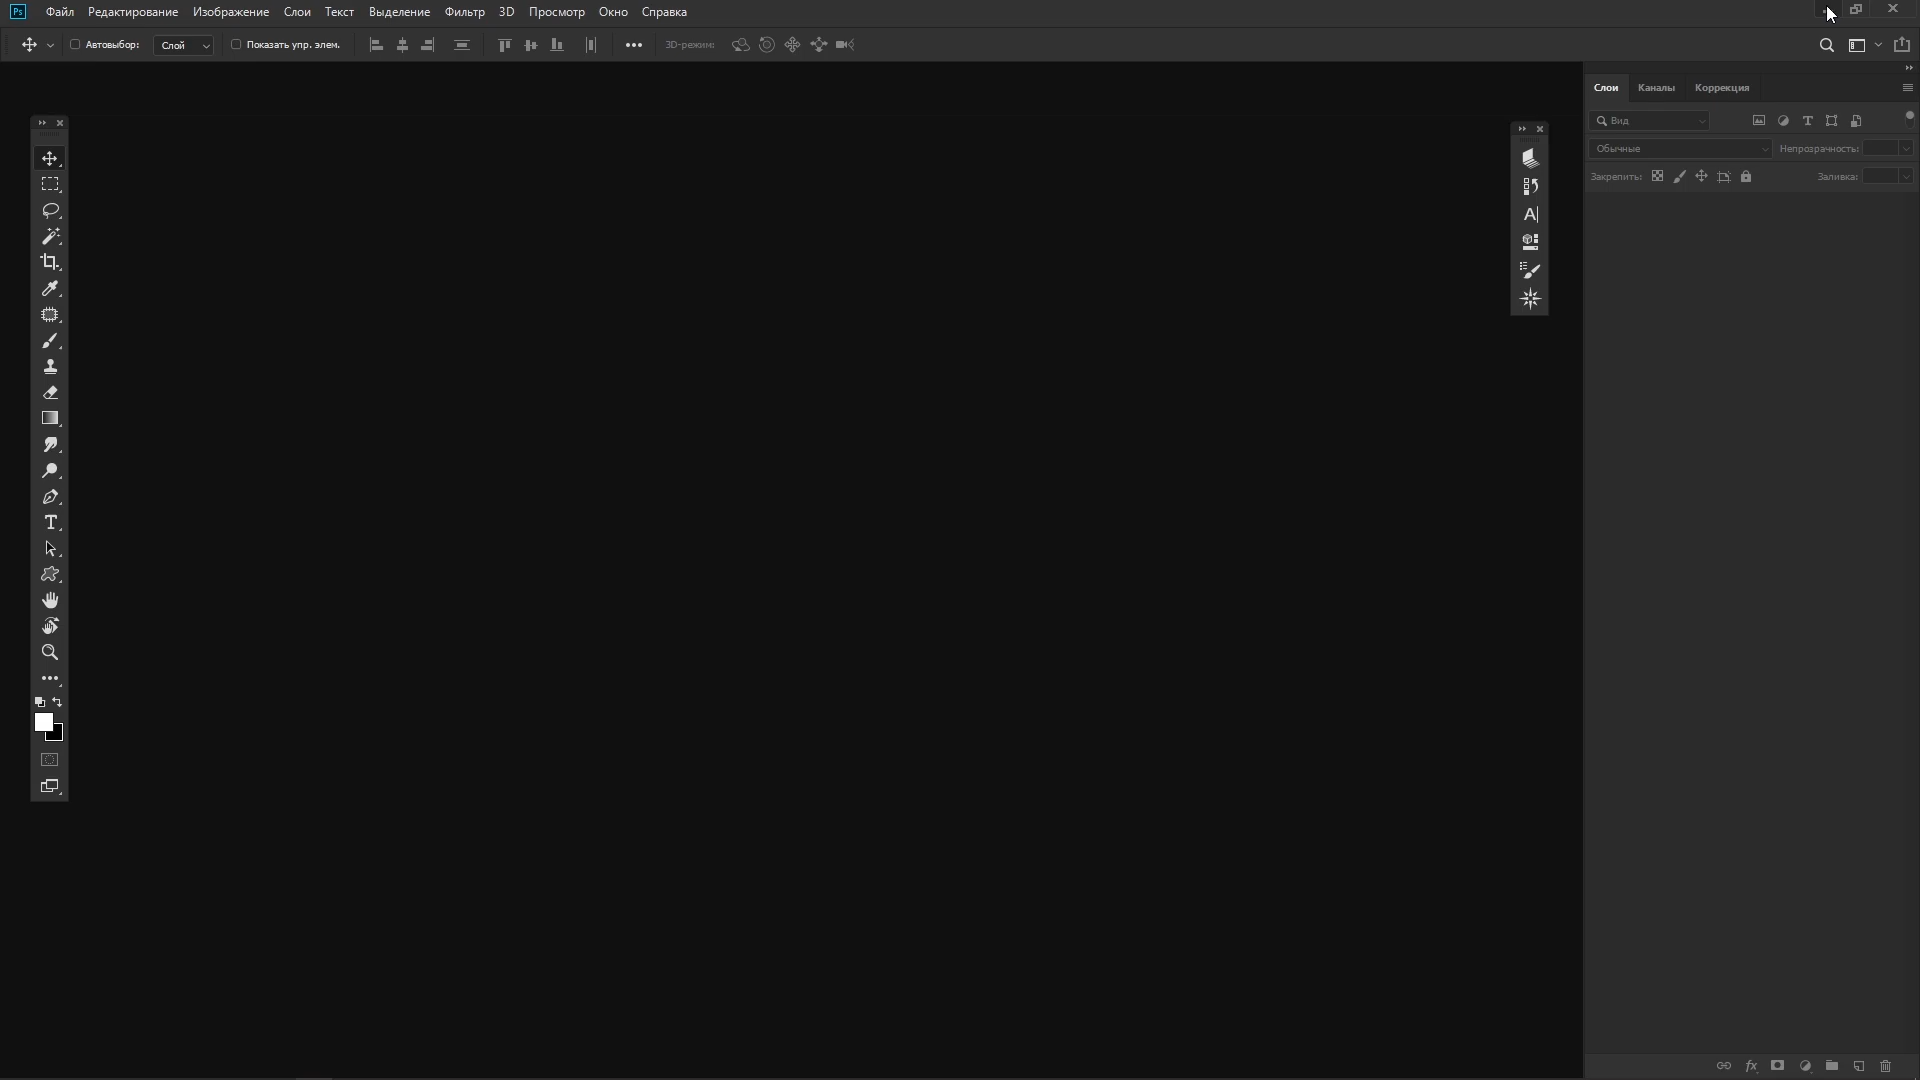 Ps Файл Редактирование Изображение Слои Текст Выделение Фильтр 3D Просмотр Окно Справка
Автовыбор: Слой Показать упр. элем. 3D-режим:
Слои Каналы Коррекция
Вид
Обычные Непрозрачность:
Закрепить: Заливка: